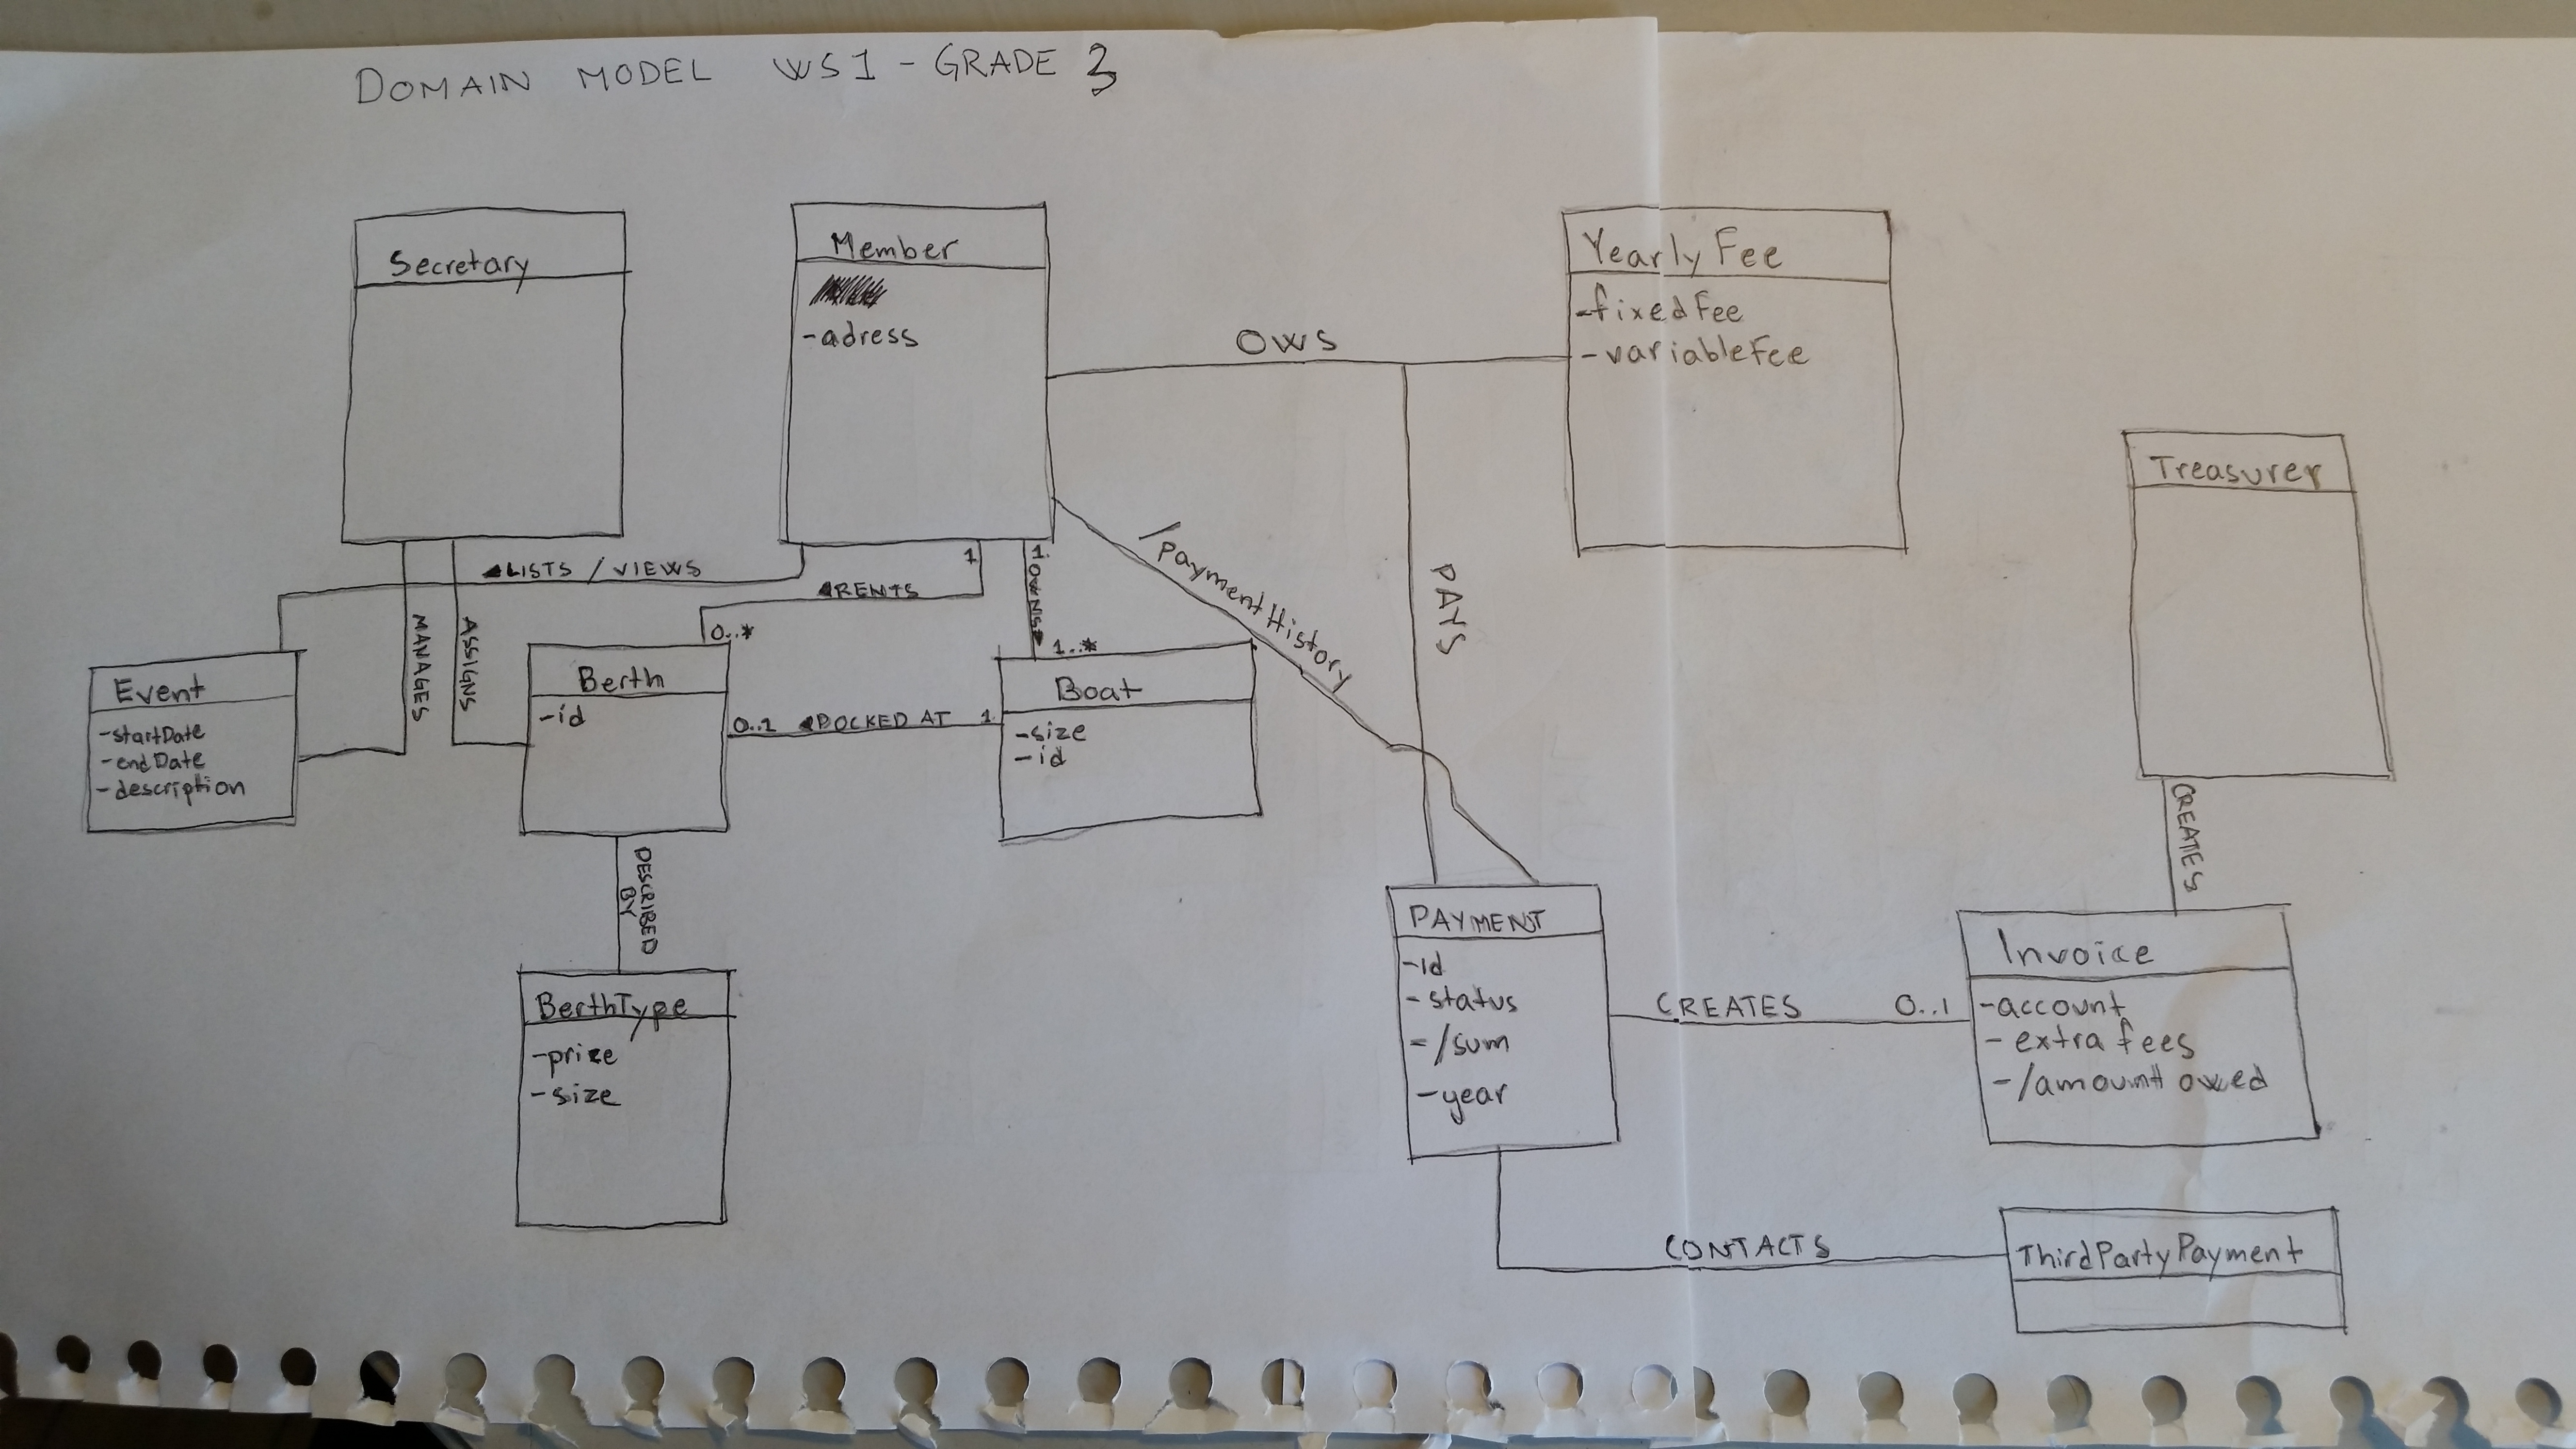 DOMAIN MODEL WS1 - GRADE 3
Secretary
Member
-adress
YearlyFee
-fixedFee
-variableFee
Treasurer
OWS
PAYS
MANAGES
ASSIGNS
◀LISTS / VIEWS
◀RENTS
0..*
1
1
OWNS
1..*
PaymentHistory
CREATES
Event
-startDate
-endDate
-description
Berth
-id
0..1
◀DOCKED AT
1
Boat
-size
-id
DESCRIBED
BY
BerthType
-prize
-size
PAYMENT
-id
-status
=/sum
-year
CREATES
0..1
Invoice
-account
-extra fees
-/amount owed
CONTACTS
ThirdPartyPayment